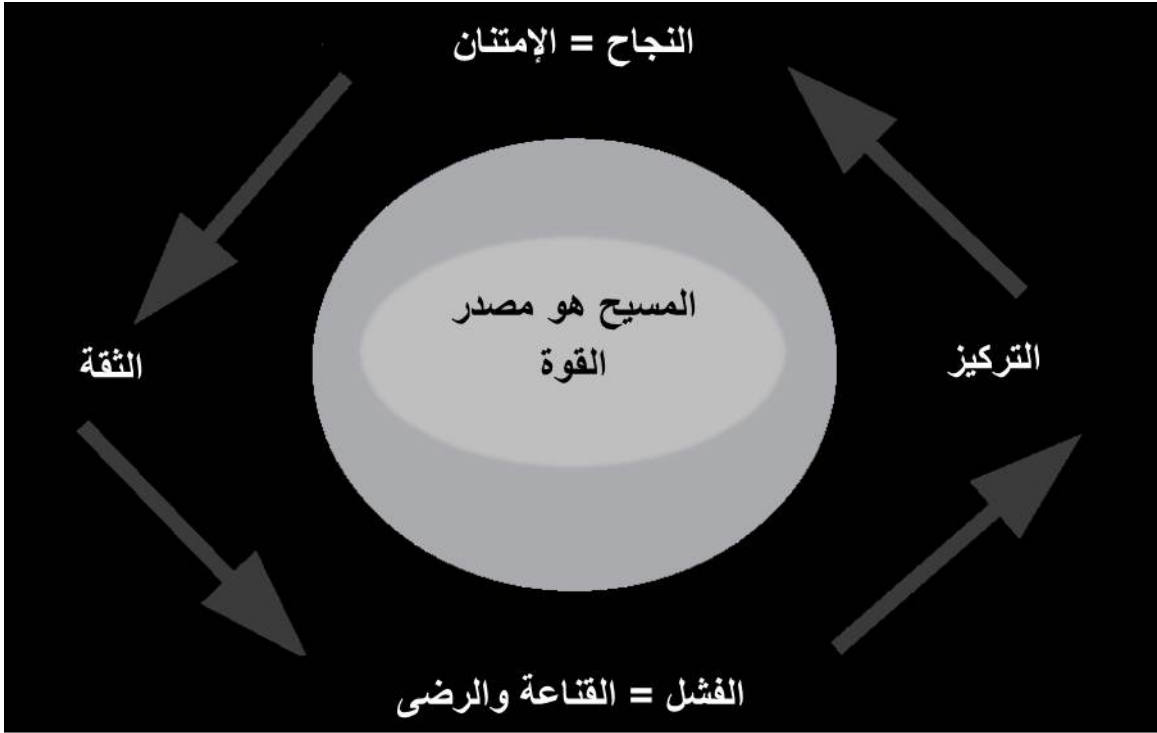 النجاح = الإمتنان
المسيح هو مصدر
القوة
التركيز
الثقة
الفشل = القناعة والرضى